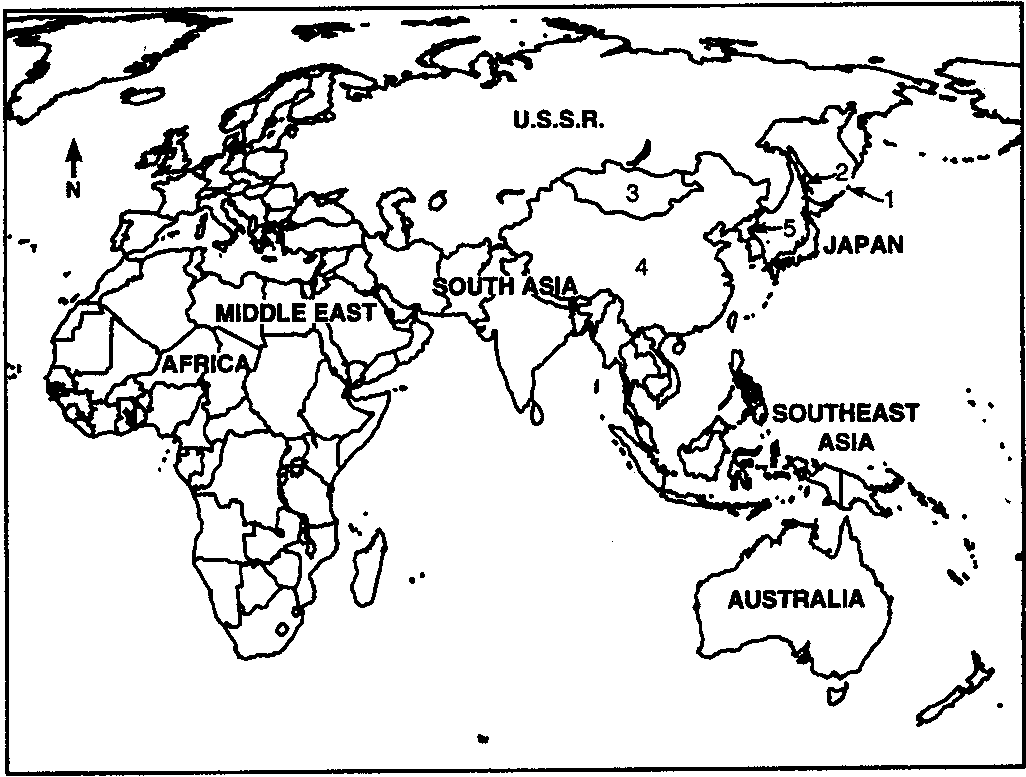 U.S.S.R.
N
2
3
1
5
JAPAN
4
SOUTH ASIA
MIDDLE EAST
AFRICA
SOUTHEAST
ASIA
AUSTRALIA